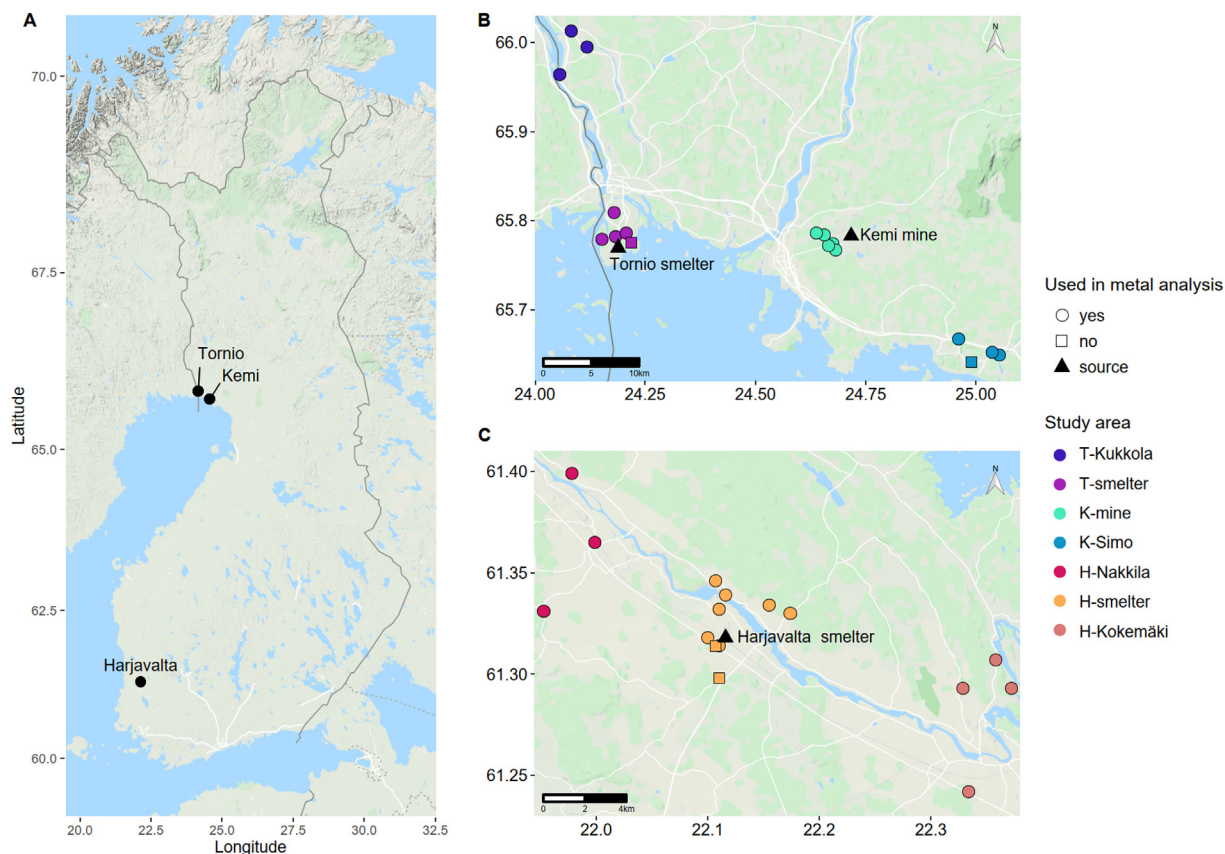 A
70.0
67.5
65.0
62.5
60.0
Latitude
Tornio
Kemi
Harjavalta
20.0 22.5 25.0 27.5 30.0 32.5
Longitude
B
N
66.0
65.9
65.8
65.7
Kemi mine
Tornio smelter
0 5 10km
24.00 24.25 24.50 24.75 25.00
C
N
61.40
61.35
61.30
61.25
Harjavalta smelter
0 2 4km
22.0 22.1 22.2 22.3
Used in metal analysis
yes
no
source
Study area
T-Kukkola
T-smelter
K-mine
K-Simo
H-Nakkila
H-smelter
H-Kokemäki